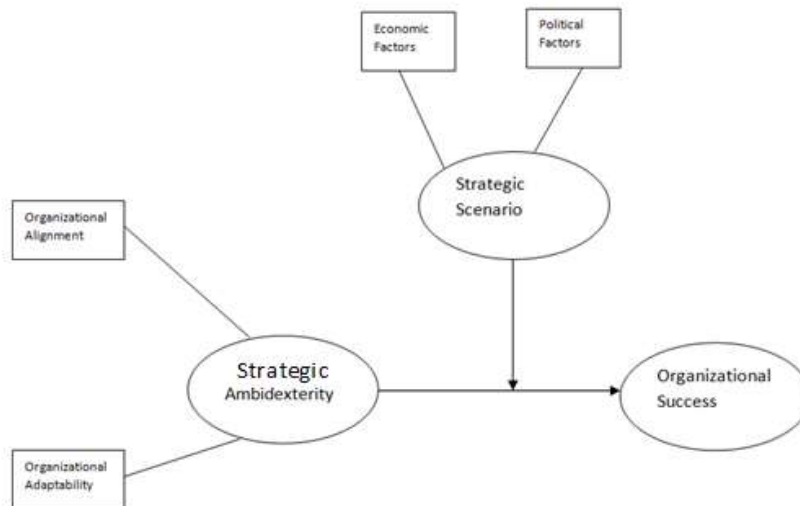 Economic
Factors
Political
Factors
Strategic
Scenario
Organizational
Alignment
Strategic
Ambidexterity
Organizational
Success
Organizational
Adaptability